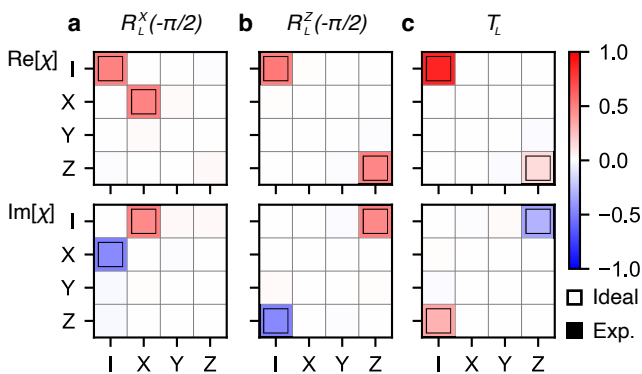 a R_L^X(-π/2) b R_L^Z(-π/2) c T_L
Re[χ]
I
X
Y
Z
Im[χ]
I
X
Y
Z
I X Y Z I X Y Z I X Y Z
1.0
0.5
0.0
−0.5
−1.0
Ideal
Exp.